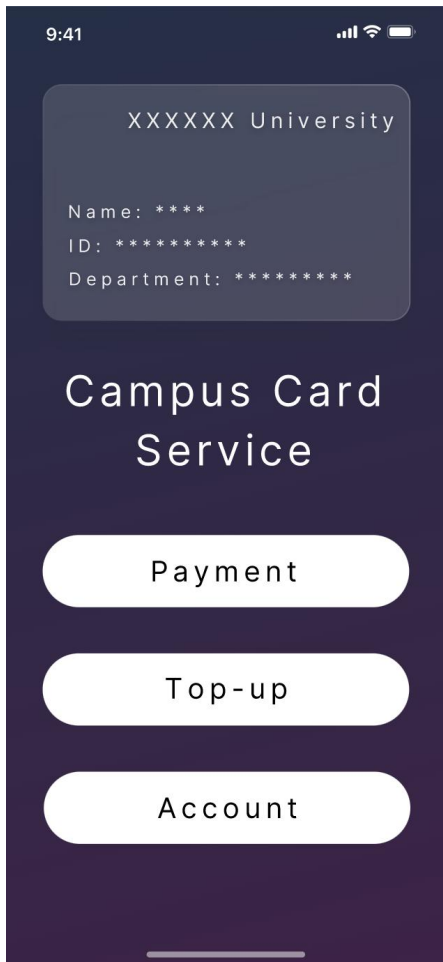 9:41
XXXXXX University
Name: ****
ID: **********
Department: *********
Campus Card
Service
Payment
Top-up
Account